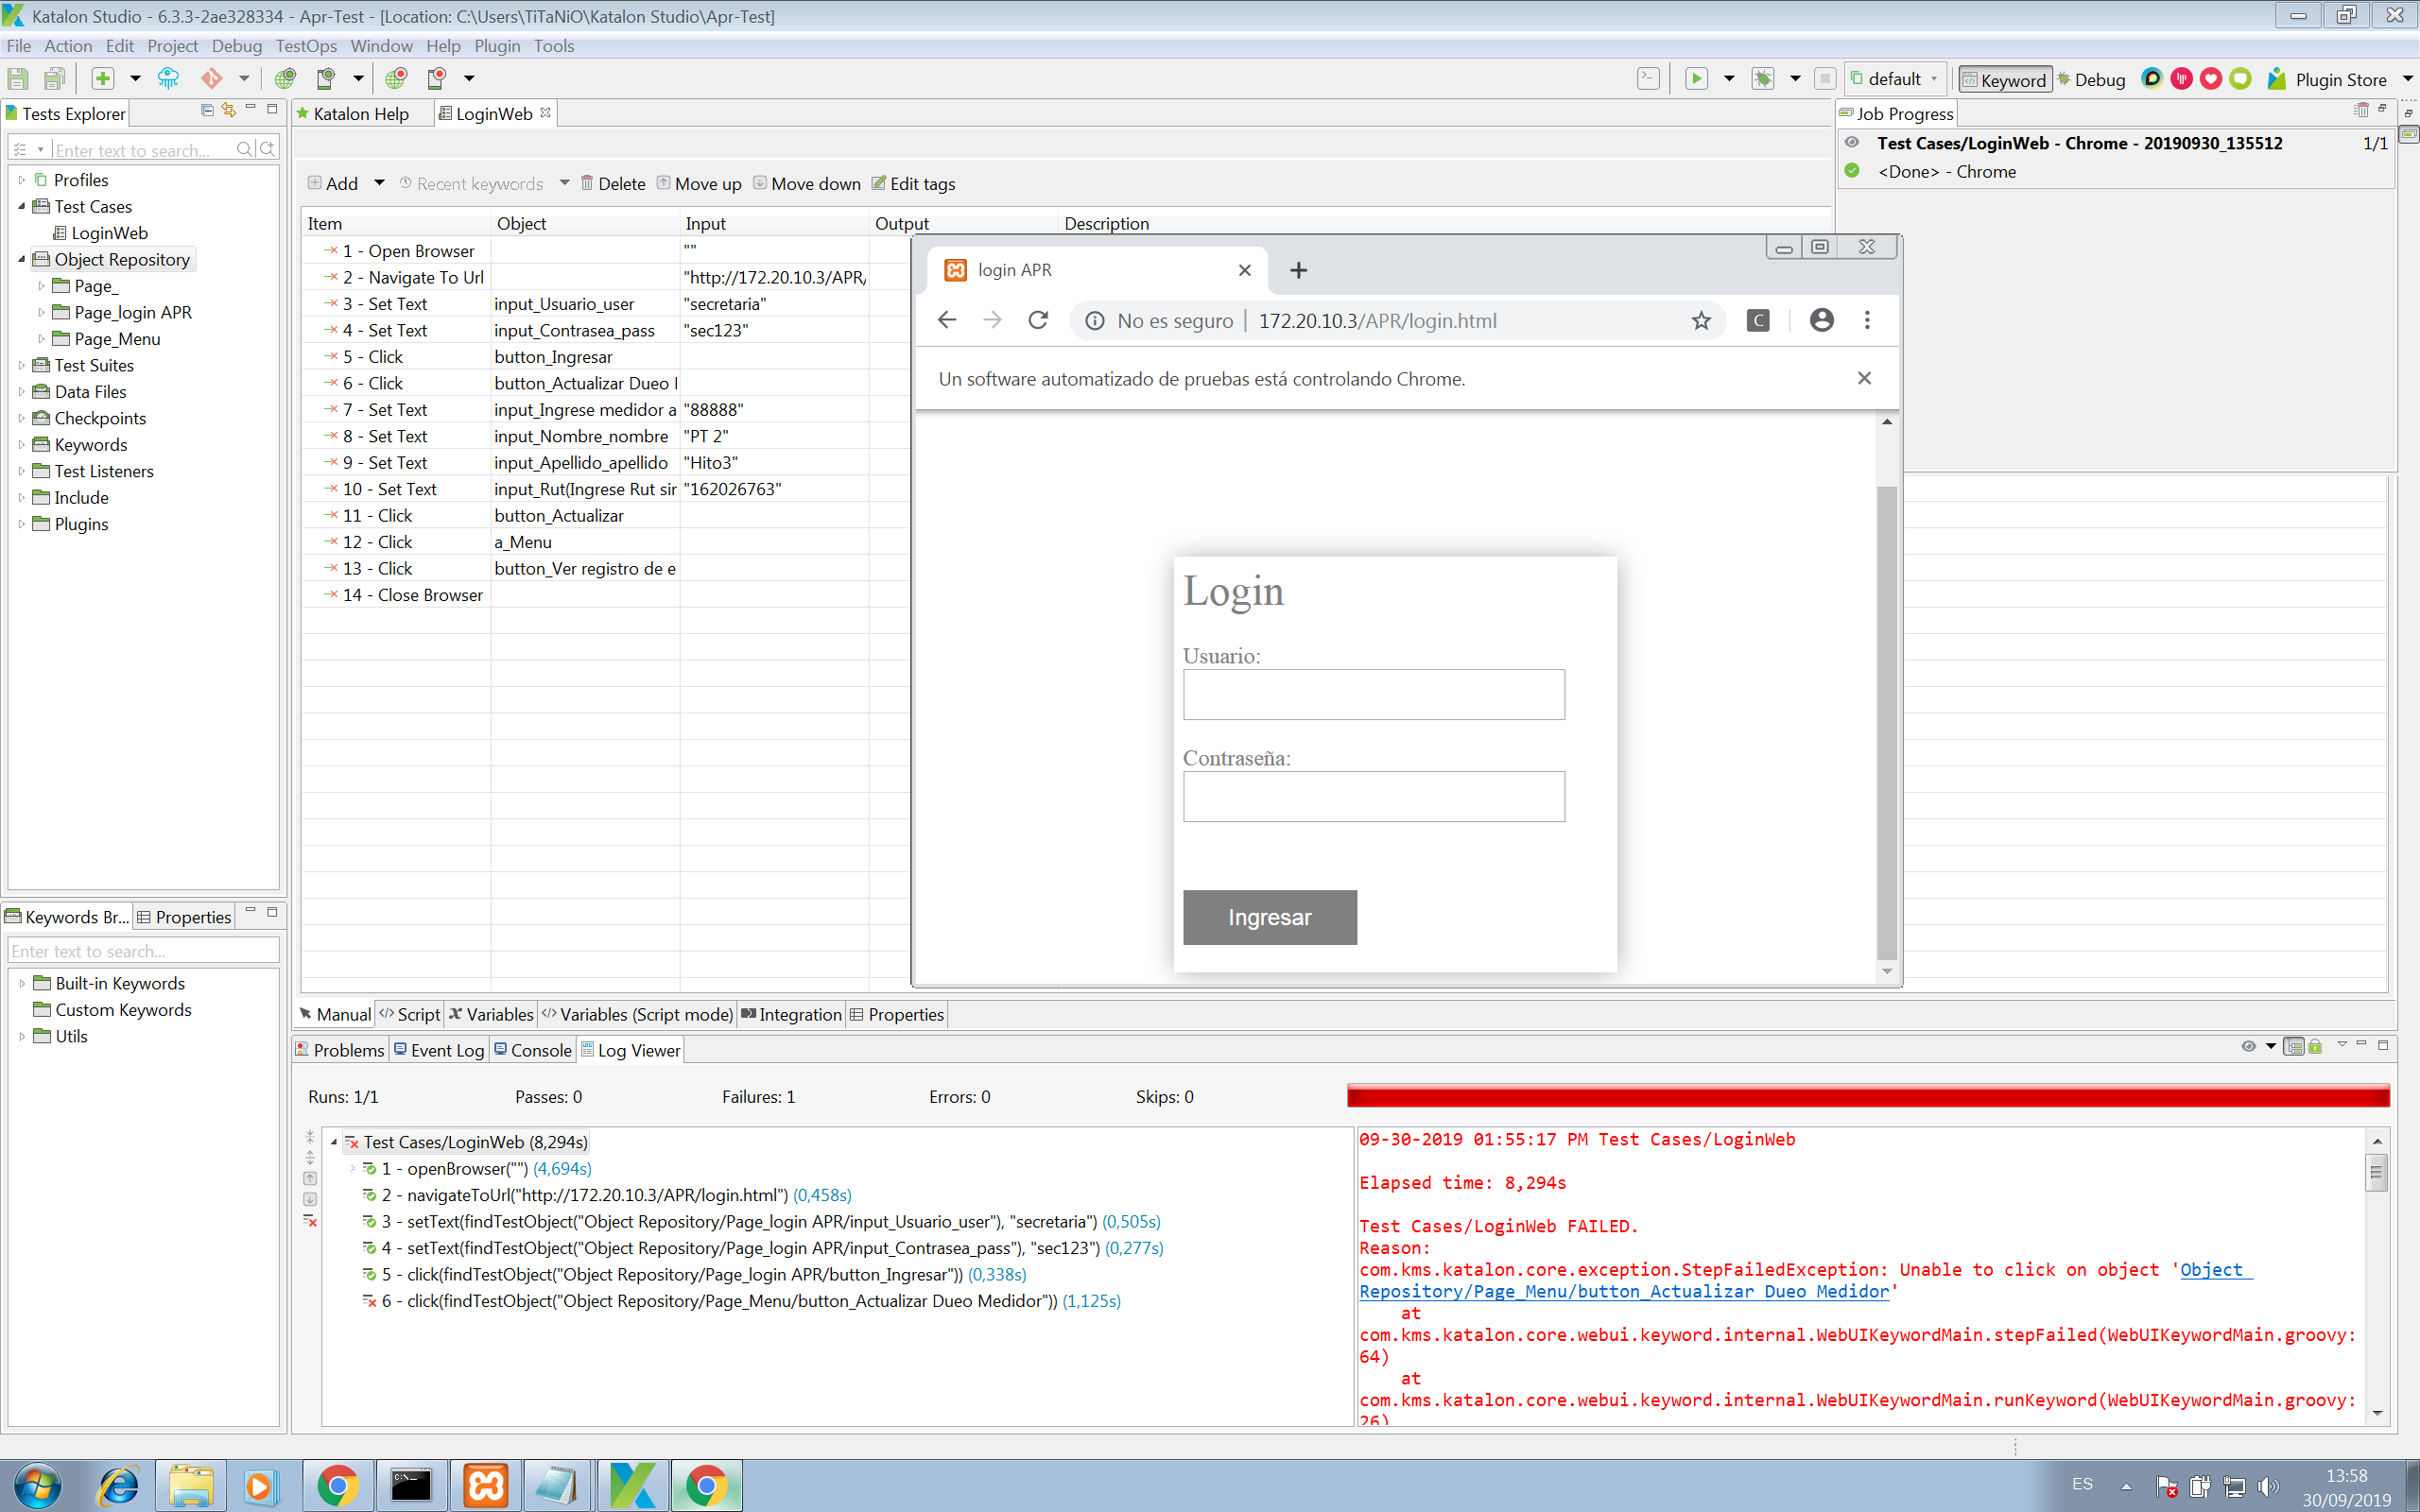 Katalon Studio - 6.3.3-2ae328334 - Apr-Test - [Location: C:\Users\TiTaNiO\Katalon Studio\Apr-Test]
File Action Edit Project Debug TestOps Window Help Plugin Tools
default Keyword Debug Plugin Store
Tests Explorer
Enter text to search...
Profiles
Test Cases
LoginWeb
Object Repository
Page_
Page_login APR
Page_Menu
Test Suites
Data Files
Checkpoints
Keywords
Test Listeners
Include
Plugins
Keywords Br... Properties
Enter text to search...
Built-in Keywords
Custom Keywords
Utils
Katalon Help LoginWeb
Add Recent keywords Delete Move up Move down Edit tags
Item Object Input Output Description
1 - Open Browser ""
2 - Navigate To Url "http://172.20.10.3/APR/
3 - Set Text input_Usuario_user "secretaria"
4 - Set Text input_Contrasea_pass "sec123"
5 - Click button_Ingresar
6 - Click button_Actualizar Dueo I
7 - Set Text input_Ingrese medidor a "88888"
8 - Set Text input_Nombre_nombre "PT 2"
9 - Set Text input_Apellido_apellido "Hito3"
10 - Set Text input_Rut(Ingrese Rut sir "162026763"
11 - Click button_Actualizar
12 - Click a_Menu
13 - Click button_Ver registro de e
14 - Close Browser
Manual Script Variables Variables (Script mode) Integration Properties
Job Progress
Test Cases/LoginWeb - Chrome - 20190930_135512 1/1
<Done> - Chrome
login APR
No es seguro | 172.20.10.3/APR/login.html
C
Un software automatizado de pruebas está controlando Chrome.
Login
Usuario:
Contraseña:
Ingresar
Problems Event Log Console Log Viewer
Runs: 1/1 Passes: 0 Failures: 1 Errors: 0 Skips: 0
Test Cases/LoginWeb (8,294s)
1 - openBrowser("") (4,694s)
2 - navigateToUrl("http://172.20.10.3/APR/login.html") (0,458s)
3 - setText(findTestObject("Object Repository/Page_login APR/input_Usuario_user"), "secretaria") (0,505s)
4 - setText(findTestObject("Object Repository/Page_login APR/input_Contrasea_pass"), "sec123") (0,277s)
5 - click(findTestObject("Object Repository/Page_login APR/button_Ingresar")) (0,338s)
6 - click(findTestObject("Object Repository/Page_Menu/button_Actualizar Dueo Medidor")) (1,125s)
09-30-2019 01:55:17 PM Test Cases/LoginWeb
Elapsed time: 8,294s
Test Cases/LoginWeb FAILED.
Reason:
com.kms.katalon.core.exception.StepFailedException: Unable to click on object 'Object
Repository/Page_Menu/button_Actualizar Dueo Medidor'
at
com.kms.katalon.core.webui.keyword.internal.WebUIKeywordMain.stepFailed(WebUIKeywordMain.groovy:
64)
at
com.kms.katalon.core.webui.keyword.internal.WebUIKeywordMain.runKeyword(WebUIKeywordMain.groovy:
26)
ES
13:58
30/09/2019